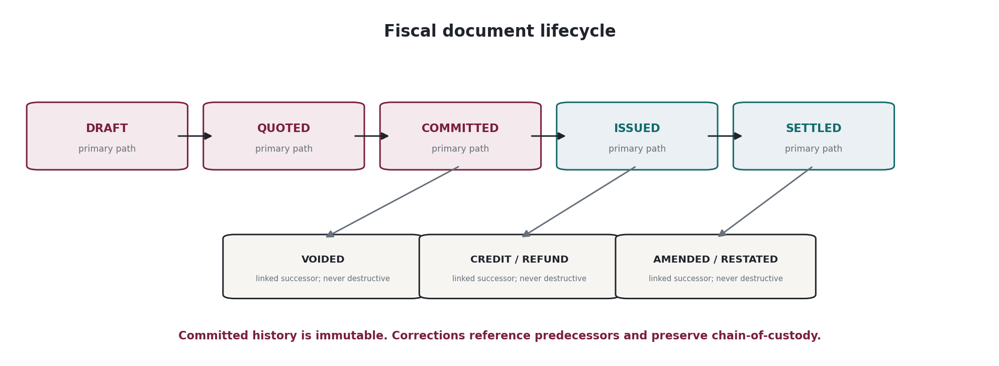 Fiscal document lifecycle
DRAFT
primary path
QUOTED
primary path
COMMITTED
primary path
ISSUED
primary path
SETTLED
primary path
VOIDED
linked successor; never destructive
CREDIT / REFUND
linked successor; never destructive
AMENDED / RESTATED
linked successor; never destructive
Committed history is immutable. Corrections reference predecessors and preserve chain-of-custody.